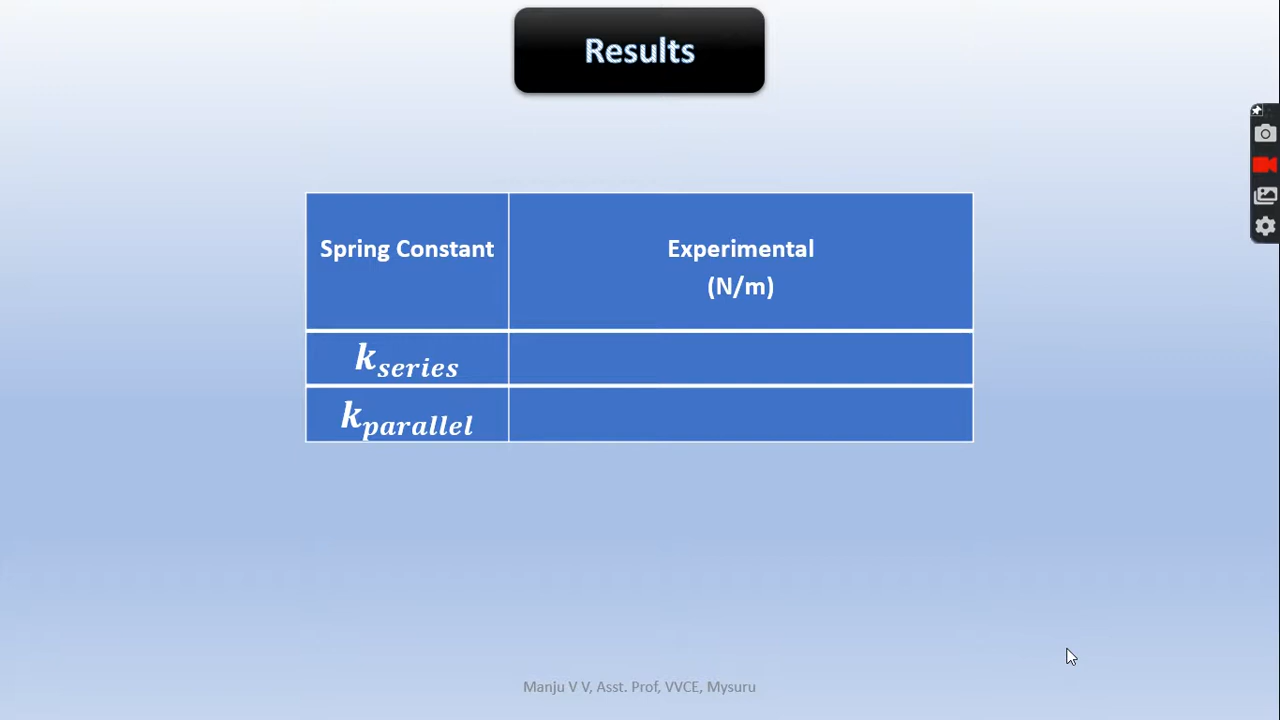 Results
Spring Constant
Experimental
(N/m)
k_series
k_parallel
Manju V V, Asst. Prof, VVCE, Mysuru